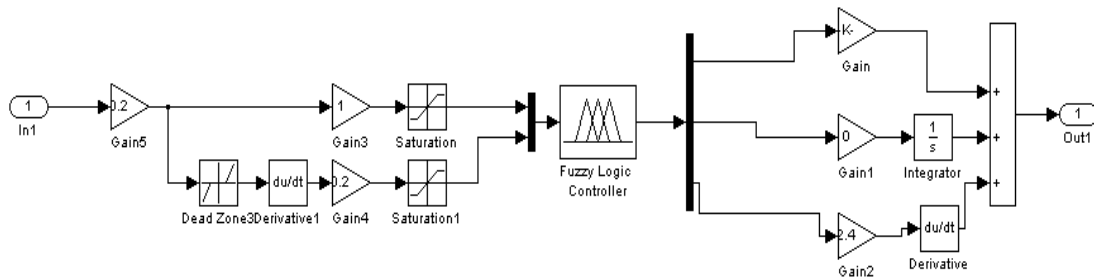 1
In1
0.2
Gain5
1
Gain3
Saturation
Dead Zone3
du/dt
Derivative1
0.2
Gain4
Saturation1
Fuzzy Logic
Controller
K-
Gain
0
Gain1
1
s
Integrator
2.4
Gain2
du/dt
Derivative
+
+
+
1
Out1